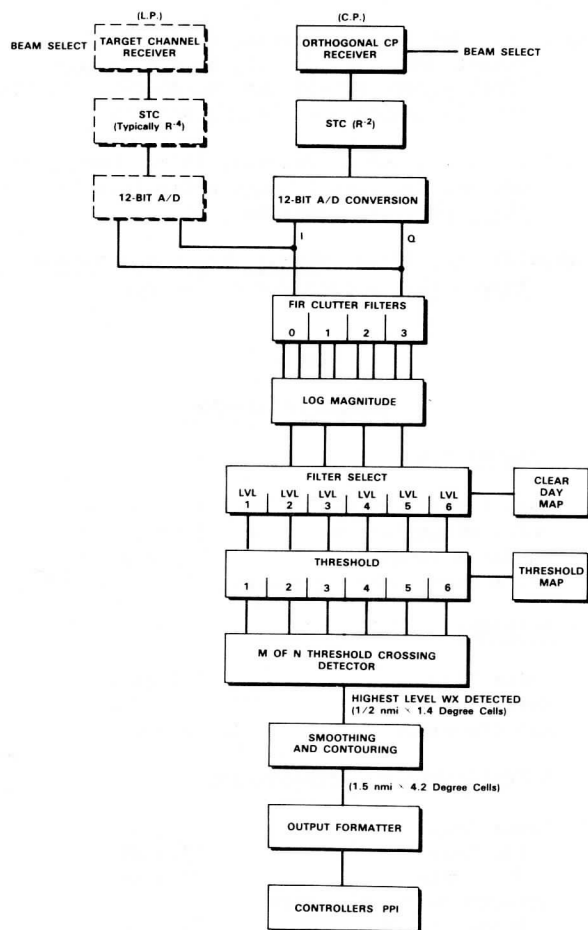 (L.P.)
(C.P.)
BEAM SELECT
TARGET CHANNEL
RECEIVER
ORTHOGONAL CP
RECEIVER
BEAM SELECT
STC
(Typically R-4)
STC (R-2)
12-BIT A/D
12-BIT A/D CONVERSION
I
Q
FIR CLUTTER FILTERS
0 1 2 3
LOG MAGNITUDE
FILTER SELECT
LVL LVL LVL LVL LVL LVL
1 2 3 4 5 6
CLEAR
DAY
MAP
THRESHOLD
1 2 3 4 5 6
THRESHOLD
MAP
M OF N THRESHOLD CROSSING
DETECTOR
HIGHEST LEVEL WX DETECTED
(1/2 nmi × 1.4 Degree Cells)
SMOOTHING
AND CONTOURING
(1.5 nmi × 4.2 Degree Cells)
OUTPUT FORMATTER
CONTROLLERS PPI